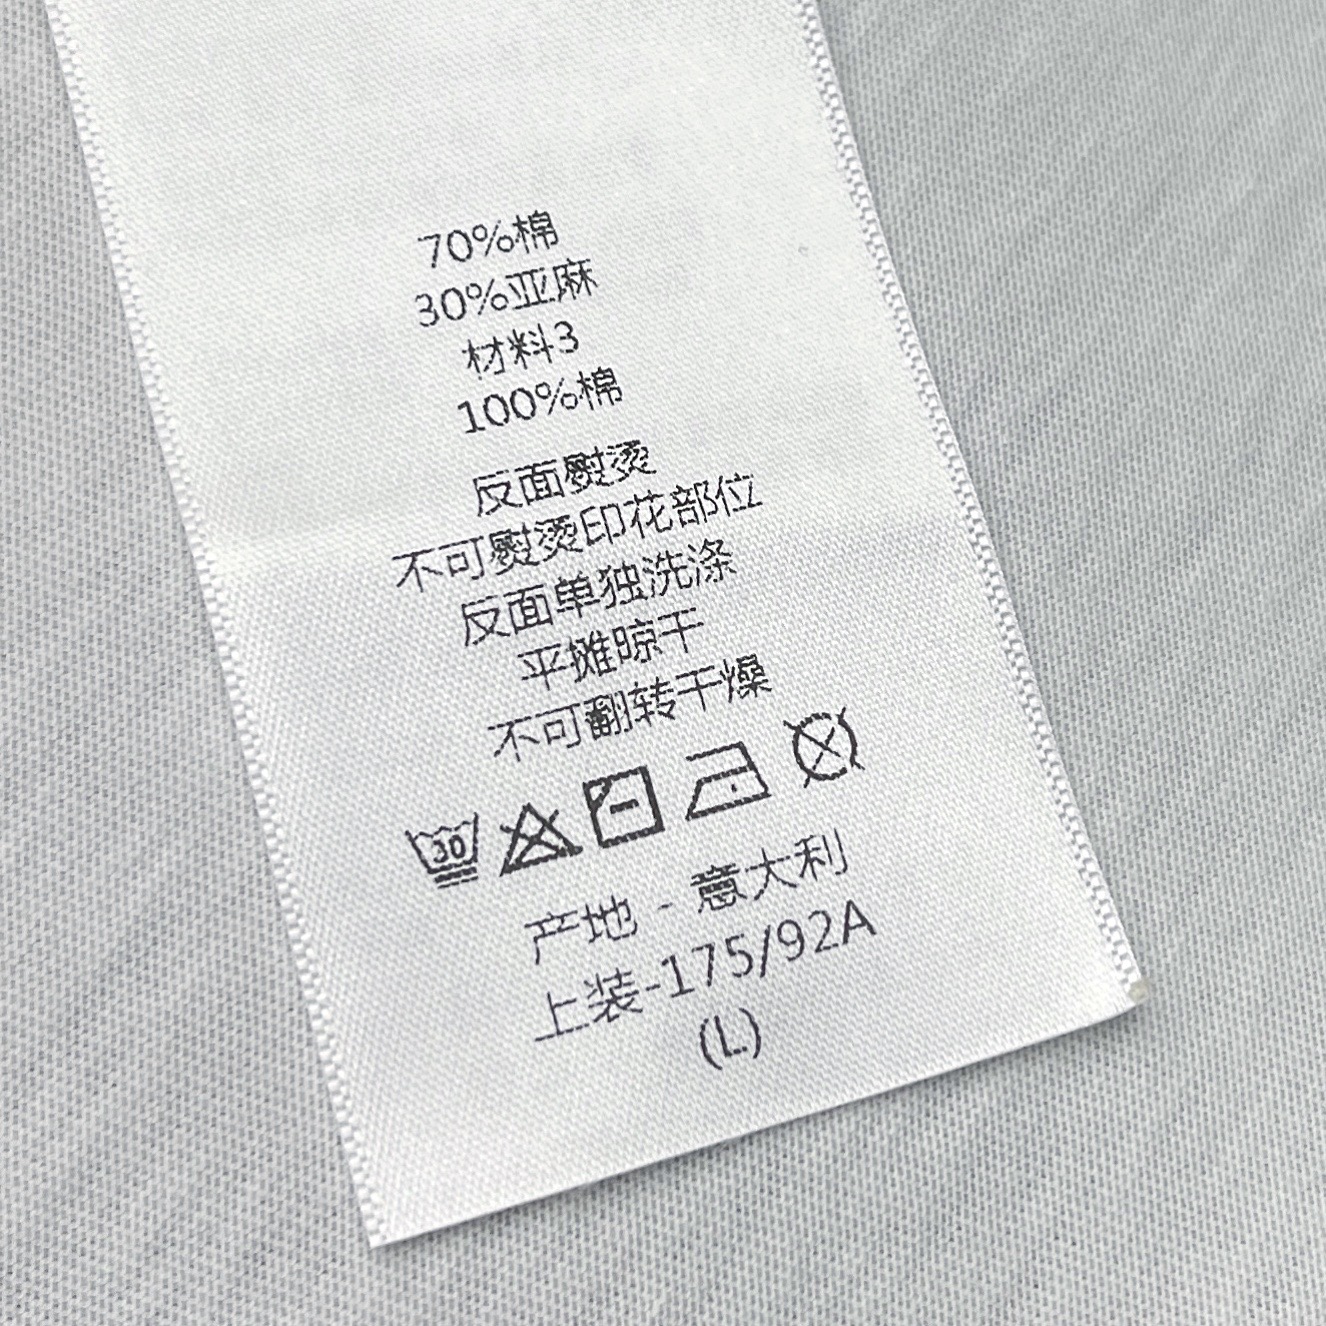 70%棉
30%亚麻
材料3
100%棉
反面熨烫
不可熨烫印花部位
反面单独洗涤
平摊晾干
不可翻转干燥
30
产地 - 意大利
上装-175/92A
(L)